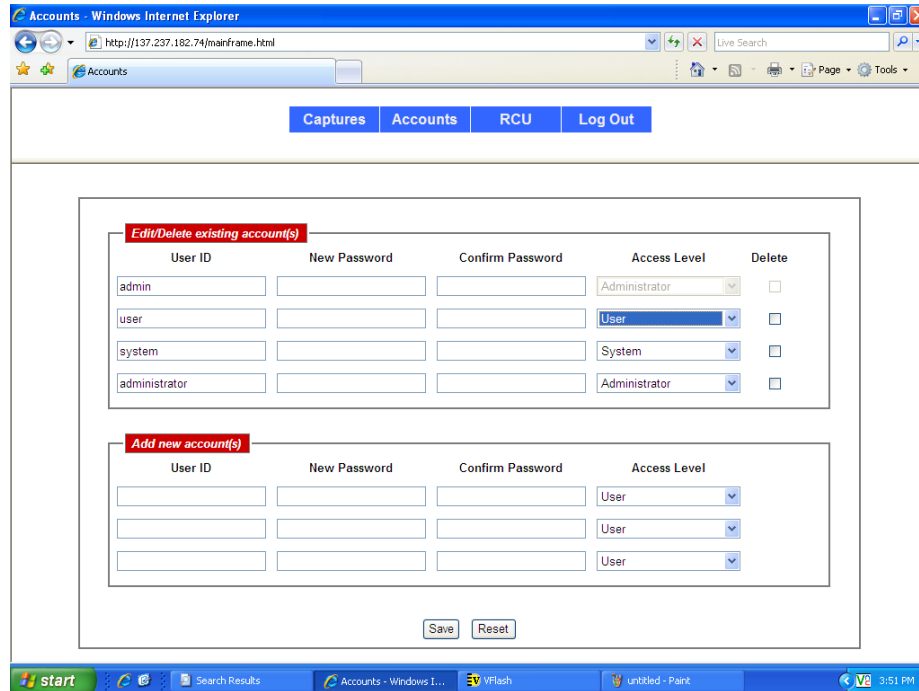 Accounts - Windows Internet Explorer
http://137.237.182.74/mainframe.html
Live Search
Accounts
Page
Tools
Captures Accounts RCU Log Out
Edit/Delete existing account(s)
User ID New Password Confirm Password Access Level Delete
admin Administrator
user User
system System
administrator Administrator
Add new account(s)
User ID New Password Confirm Password Access Level
User
User
User
Save Reset
start Search Results Accounts - Windows I... EV VFlash untitled - Paint 3:51 PM